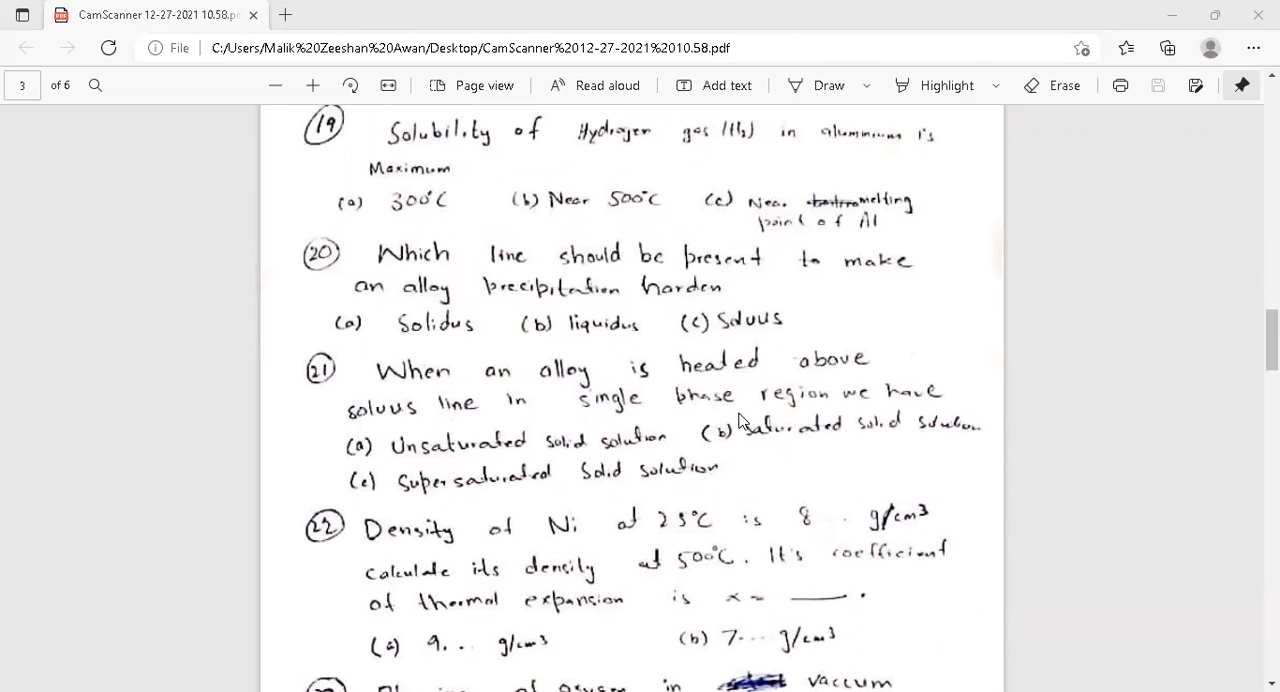 CamScanner 12-27-2021 10.58.pdf
File C:/Users/Malik%20Zeeshan%20Awan/Desktop/CamScanner%2012-27-2021%2010.58.pdf
3 of 6 Page view Read aloud Add text Draw Highlight Erase
(19) Solubility of Hydrogen gas (H2) in aluminium is
Maximum
(a) 300°C (b) Near 500°C (c) Near melting
point of Al
(20) Which line should be present to make
an alloy precipitation harden
(a) Solidus (b) liquidus (c) Solvus
(21) When an alloy is heated above
solvus line in single phase region we have
(a) Unsaturated solid solution (b) saturated solid solution
(c) Supersaturated Solid solution
(22) Density of Ni at 25°C is 8 .. g/cm3
calculate its density at 500°C. It's coefficient
of thermal expansion is α = ____.
(a) 9... g/cm3 (b) 7... g/cm3
of oxygen in vaccum